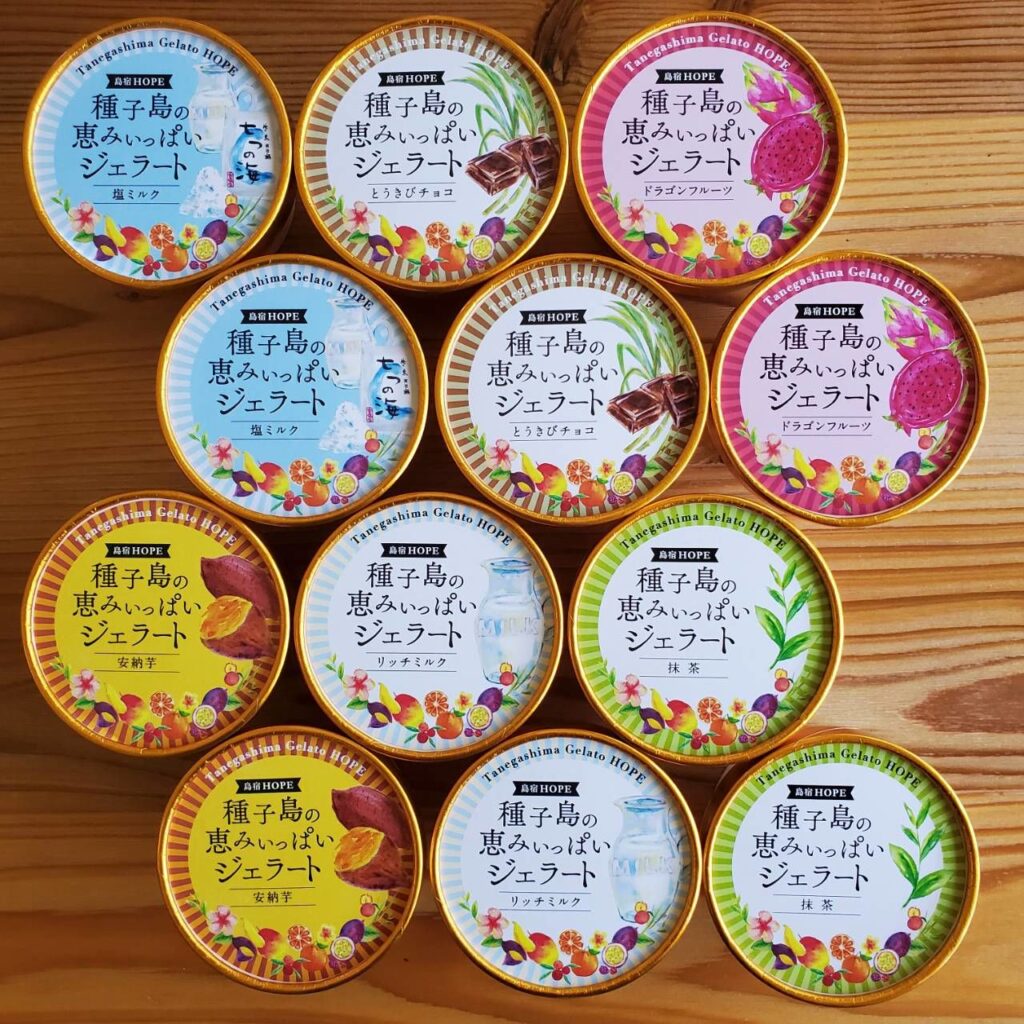 Tanegashima Gelato HOPE
島宿HOPE
種子島の
恵みいっぱい
ジェラート
塩ミルク
七つの海
Tanegashima Gelato HOPE
島宿HOPE
種子島の
恵みいっぱい
ジェラート
とうきびチョコ
Tanegashima Gelato HOPE
島宿HOPE
種子島の
恵みいっぱい
ジェラート
ドラゴンフルーツ
Tanegashima Gelato HOPE
島宿HOPE
種子島の
恵みいっぱい
ジェラート
塩ミルク
七つの海
Tanegashima Gelato HOPE
島宿HOPE
種子島の
恵みいっぱい
ジェラート
とうきびチョコ
Tanegashima Gelato HOPE
島宿HOPE
種子島の
恵みいっぱい
ジェラート
ドラゴンフルーツ
Tanegashima Gelato HOPE
島宿HOPE
種子島の
恵みいっぱい
ジェラート
安納芋
Tanegashima Gelato HOPE
島宿HOPE
種子島の
恵みいっぱい
ジェラート
リッチミルク
MILK
Tanegashima Gelato HOPE
島宿HOPE
種子島の
恵みいっぱい
ジェラート
抹茶
Tanegashima Gelato HOPE
島宿HOPE
種子島の
恵みいっぱい
ジェラート
安納芋
Tanegashima Gelato HOPE
島宿HOPE
種子島の
恵みいっぱい
ジェラート
リッチミルク
MILK
Tanegashima Gelato HOPE
島宿HOPE
種子島の
恵みいっぱい
ジェラート
抹茶